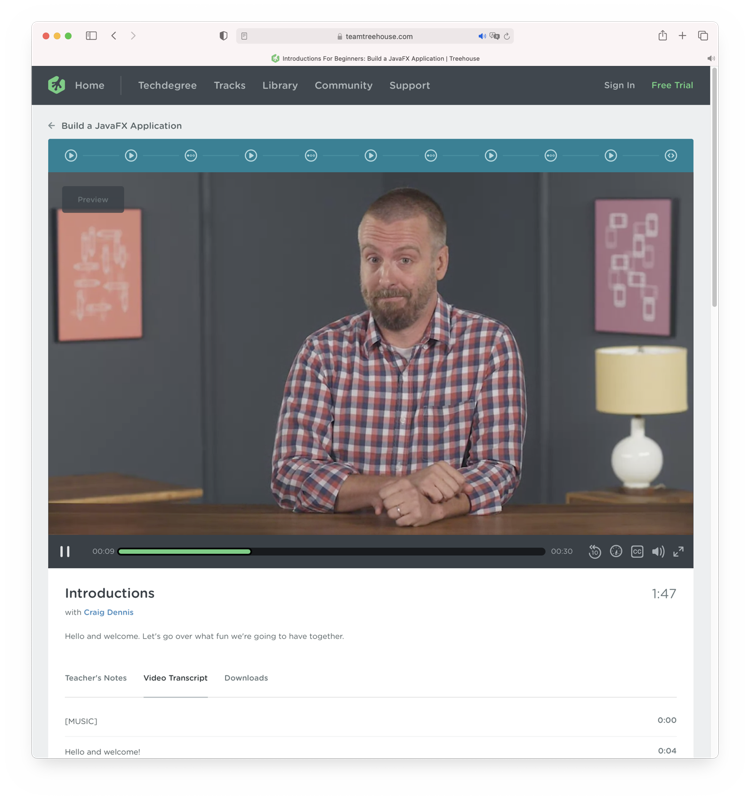 teamtreehouse.com
Introductions For Beginners: Build a JavaFX Application | Treehouse
Home
Techdegree
Tracks
Library
Community
Support
Sign In
Free Trial
Build a JavaFX Application
Preview
00:09
00:30
10
CC
Introductions
1:47
with Craig Dennis
Hello and welcome. Let's go over what fun we're going to have together.
Teacher's Notes
Video Transcript
Downloads
[MUSIC]
0:00
Hello and welcome!
0:04